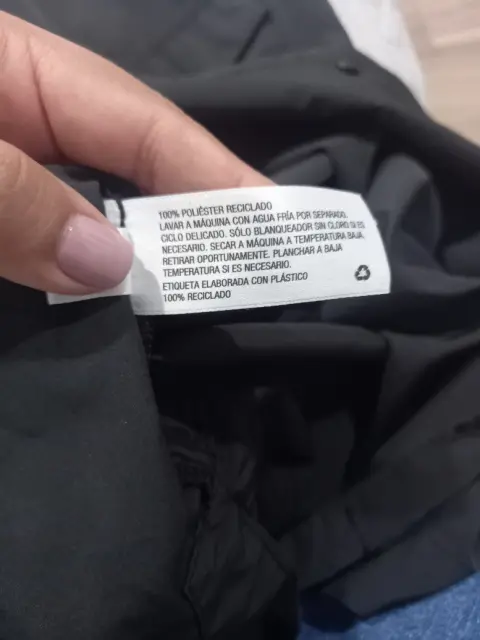 100% POLIÉSTER RECICLADO
LAVAR A MÁQUINA CON AGUA FRÍA POR SEPARADO.
CICLO DELICADO. SÓLO BLANQUEADOR SIN CLORO SI ES
NECESARIO. SECAR A MÁQUINA A TEMPERATURA BAJA.
RETIRAR OPORTUNAMENTE. PLANCHAR A BAJA
TEMPERATURA SI ES NECESARIO.
ETIQUETA ELABORADA CON PLÁSTICO
100% RECICLADO